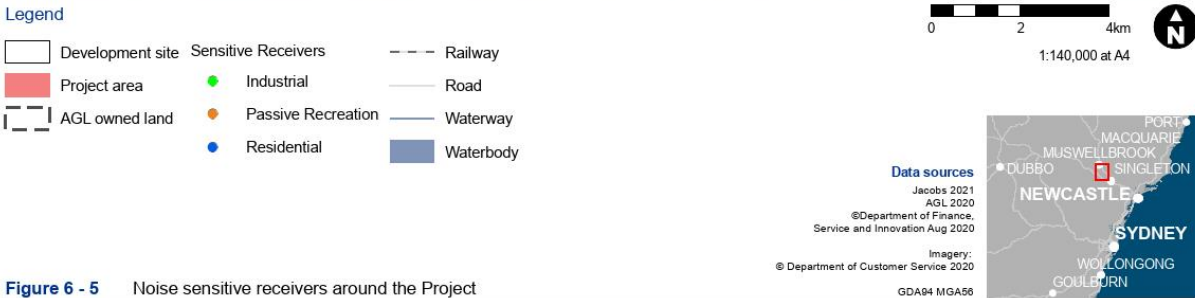 Legend
Development site
Project area
AGL owned land
Sensitive Receivers
Industrial
Passive Recreation
Residential
Railway
Road
Waterway
Waterbody
0 2 4km
N
1:140,000 at A4
Data sources
Jacobs 2021
AGL 2020
©Department of Finance,
Service and Innovation Aug 2020
Imagery:
© Department of Customer Service 2020
GDA94 MGA56
PORT
MACQUARIE
MUSWELLBROOK
DUBBO
SINGLETON
NEWCASTLE
SYDNEY
WOLLONGONG
GOULBURN
Figure 6 - 5 Noise sensitive receivers around the Project